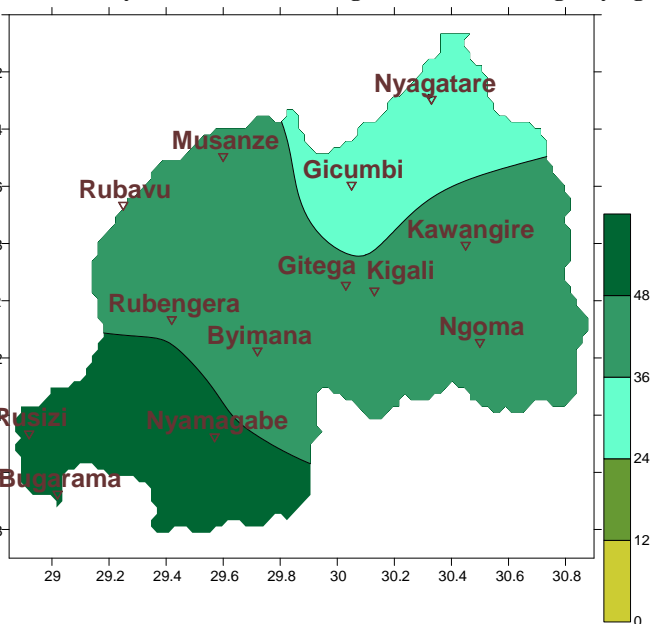 Nyagatare
Musanze
Gicumbi
Rubavu
Kawangire
Gitega
Kigali
48
Rubengera
Byimana
Ngoma
36
Rusizi
Nyamagabe
24
Bugarama
12
29
29.2
29.4
29.6
29.8
30
30.2
30.4
30.6
30.8
0